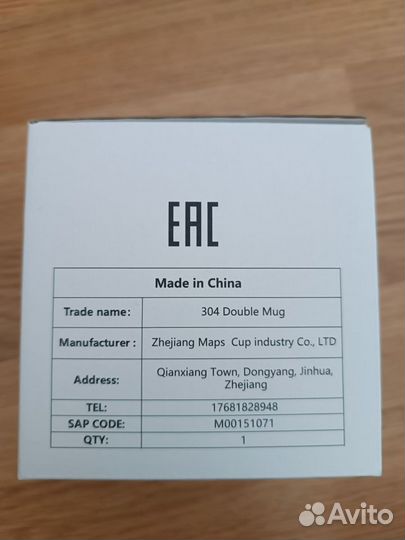 EAC
Made in China
Trade name: 304 Double Mug
Manufacturer : Zhejiang Maps Cup industry Co., LTD
Address: Qianxiang Town, Dongyang, Jinhua,
Zhejiang
TEL: 17681828948
SAP CODE: M00151071
QTY: 1
Avito